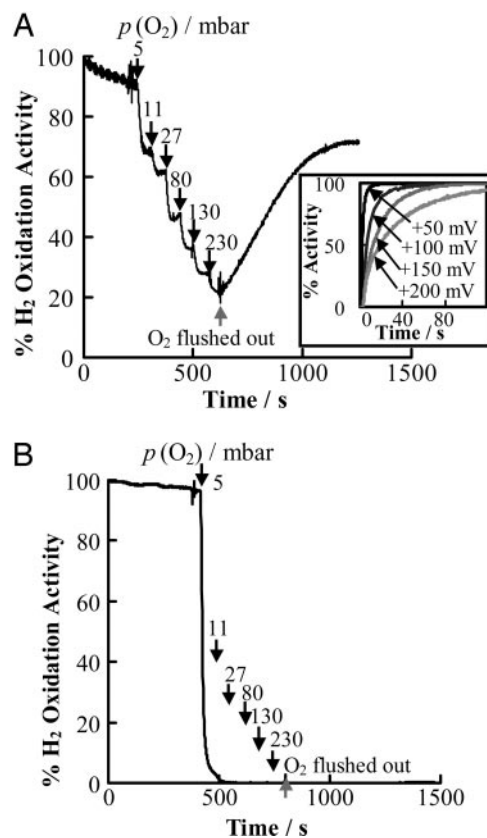 A
p (O₂) / mbar
5
11
27
80
130
230
O₂ flushed out
% H₂ Oxidation Activity
100
80
60
40
20
0
0 500 1000 1500
Time / s
% Activity
100
50
0
+50 mV
+100 mV
+150 mV
+200 mV
0 40 80
Time / s
B
p (O₂) / mbar
5
11
27
80
130
230
O₂ flushed out
% H₂ Oxidation Activity
100
80
60
40
20
0
0 500 1000 1500
Time / s